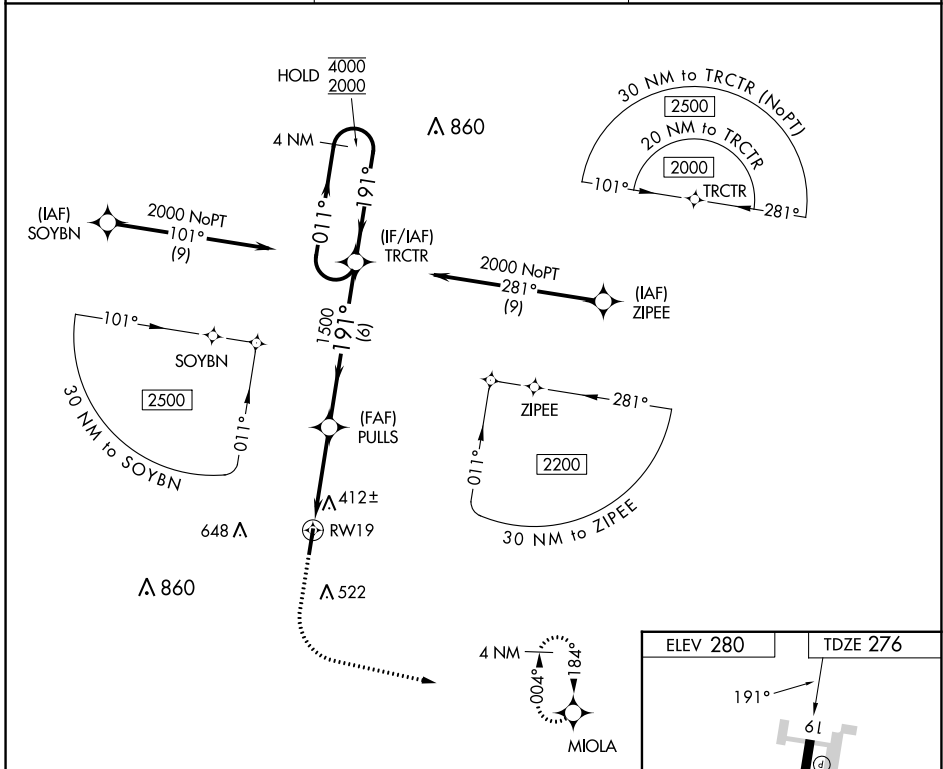 HOLD 4000
2000
4 NM
011°
191°
860
30 NM to TRCTR (NoPT)
2500
20 NM to TRCTR
2000
101°
TRCTR
281°
(IAF)
SOYBN
2000 NoPT
101°
(9)
(IF/IAF)
TRCTR
2000 NoPT
281°
(9)
(IAF)
ZIPEE
1500
191°
(6)
101°
SOYBN
2500
011°
30 NM to SOYBN
(FAF)
PULLS
ZIPEE
281°
011°
2200
30 NM to ZIPEE
412±
648
RW19
860
522
4 NM
004°
184°
MIOLA
ELEV 280
TDZE 276
191°
19
P